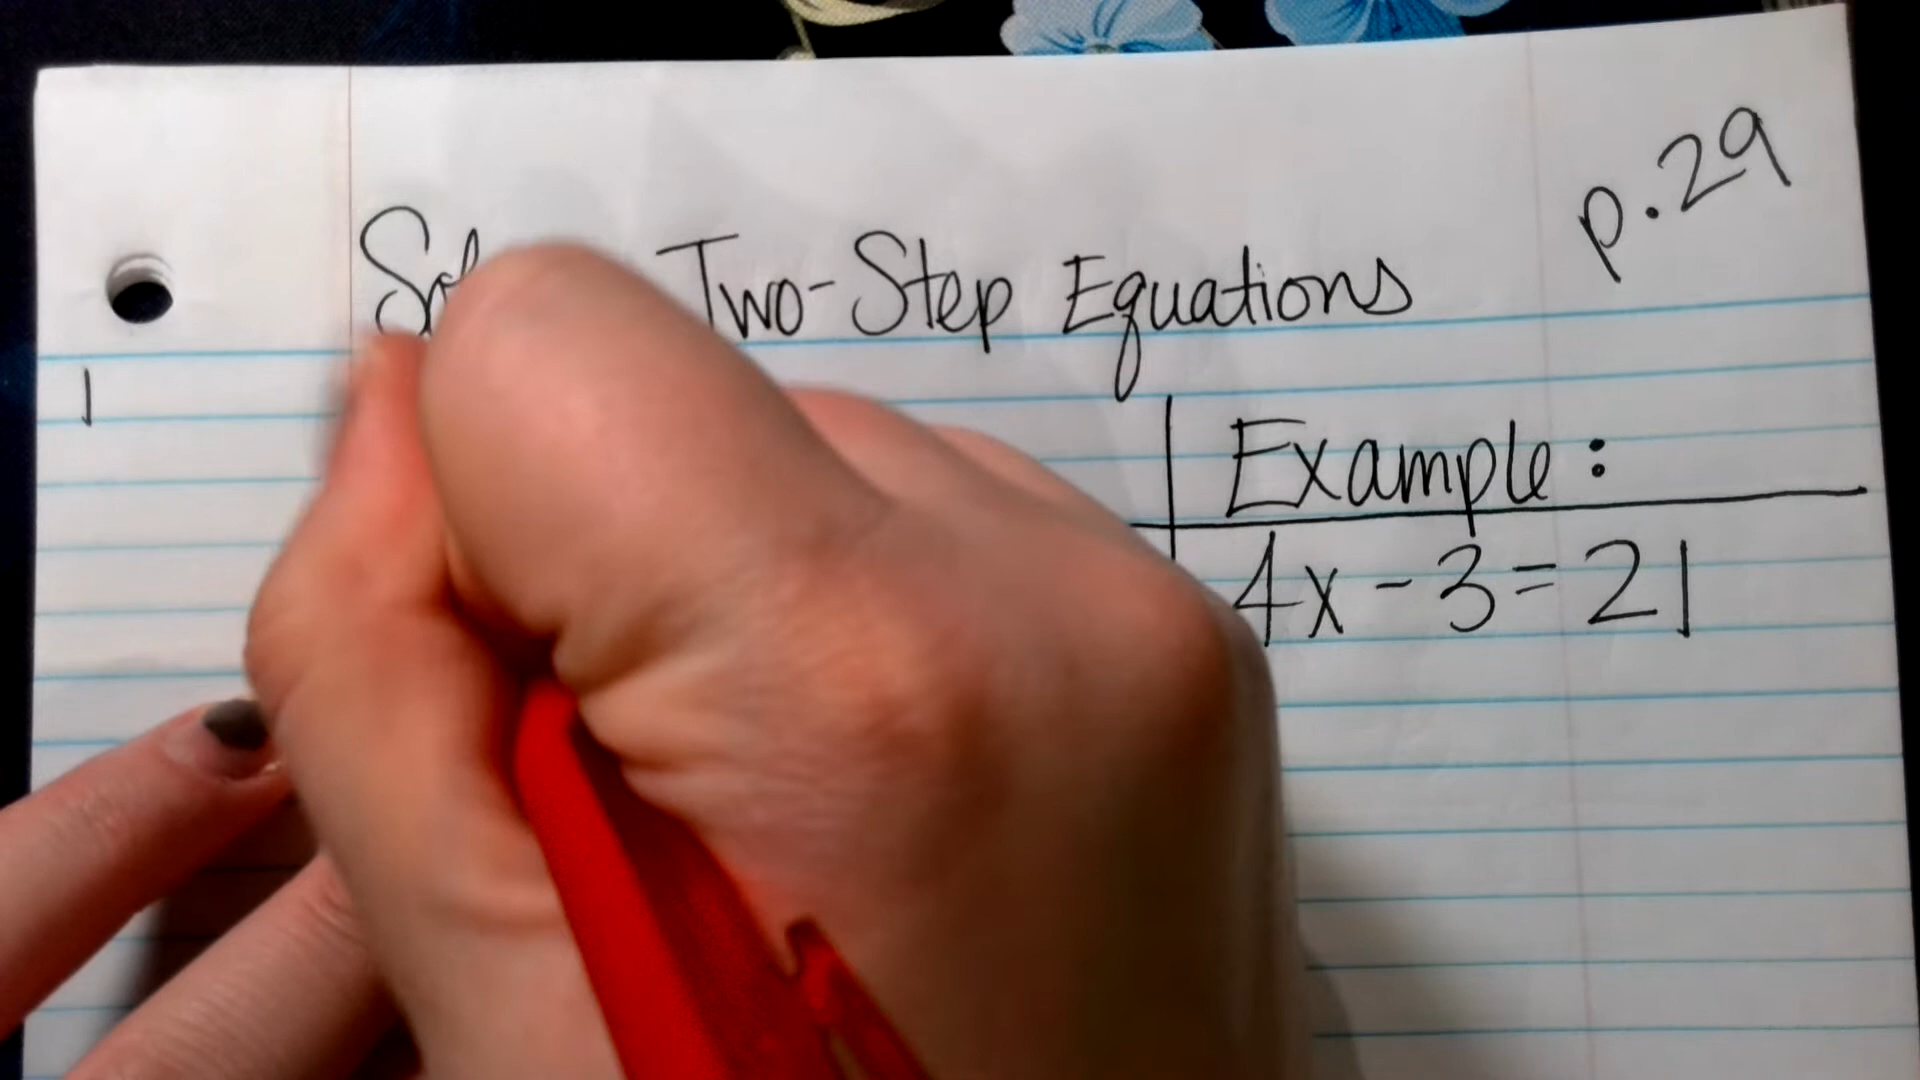 p.29
Two-Step Equations
Example:
4x - 3 = 21